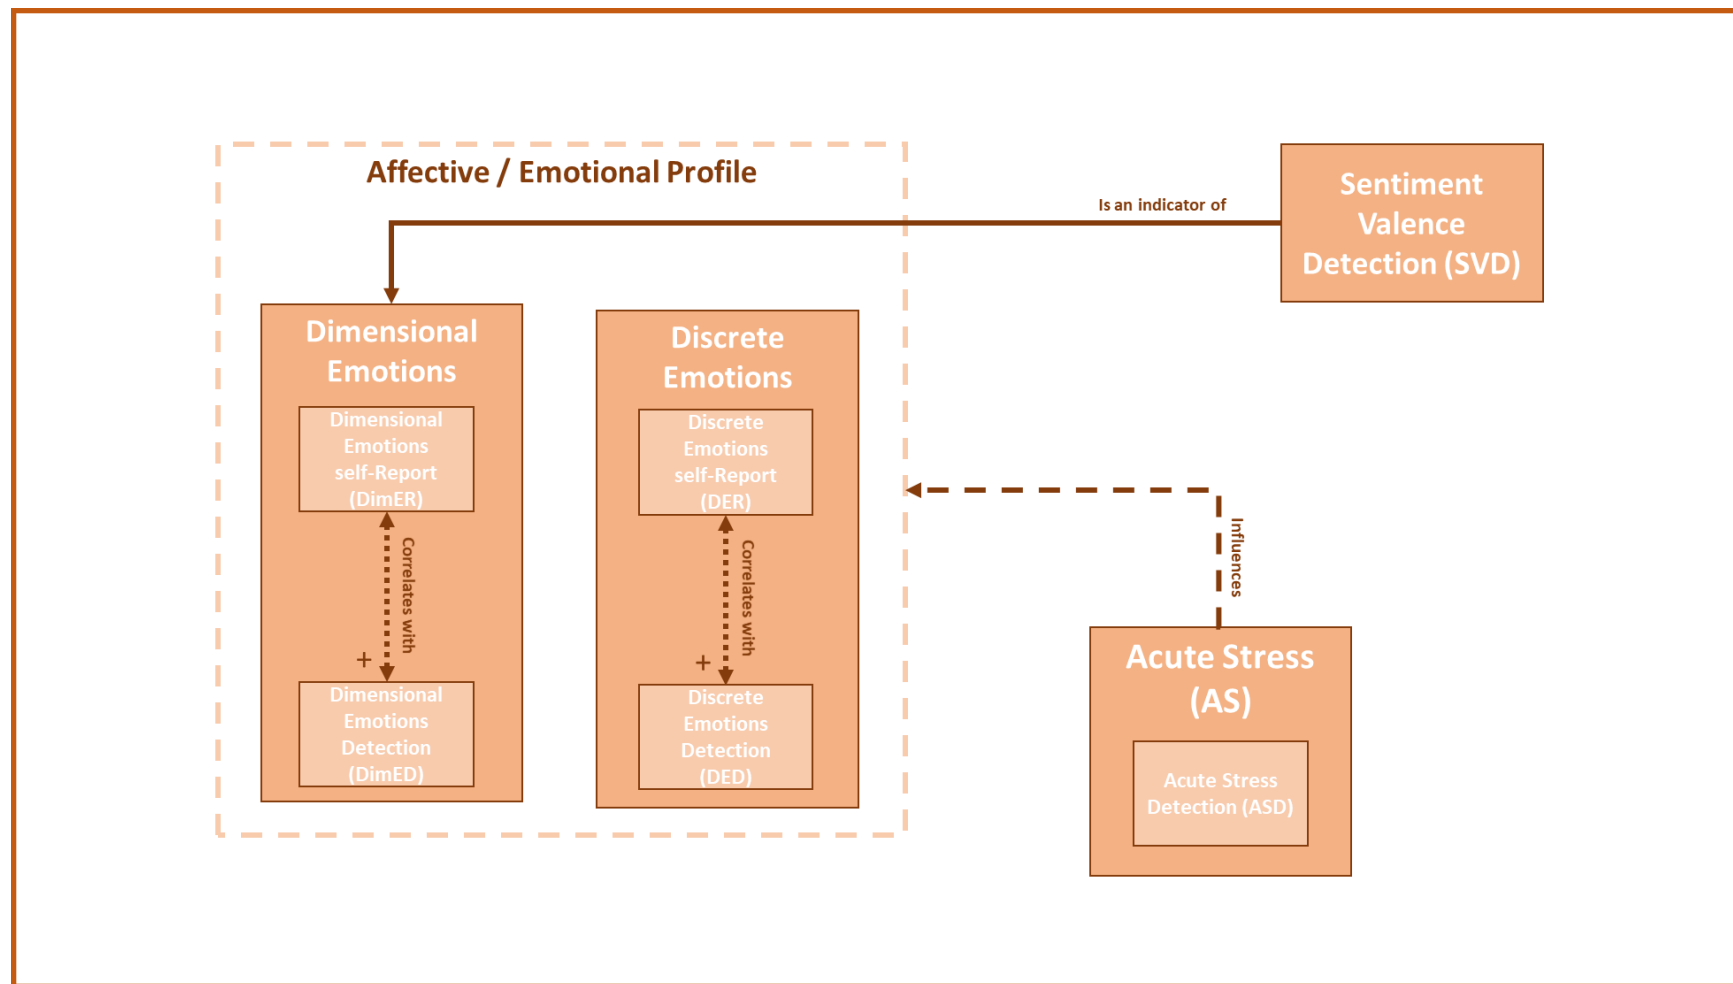 Affective / Emotional Profile
Is an indicator of
Sentiment
Valence
Detection (SVD)
Dimensional
Emotions
Dimensional
Emotions
self-Report
(DimER)
Correlates with
+
Dimensional
Emotions
Detection
(DimED)
Discrete
Emotions
Discrete
Emotions
self-Report
(DER)
Correlates with
+
Discrete
Emotions
Detection
(DED)
Influences
Acute Stress
(AS)
Acute Stress
Detection (ASD)